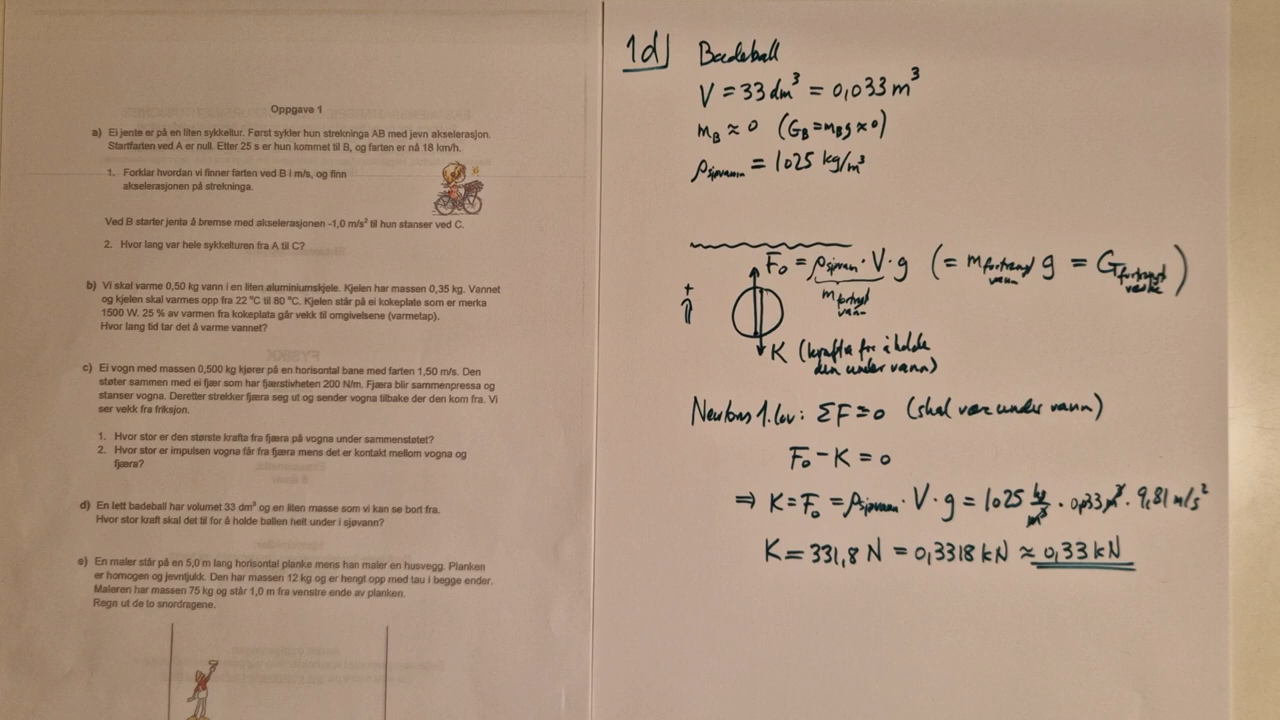 Oppgave 1
a) Ei jente er på en liten sykkeltur. Først sykler hun strekninga AB med jevn akselerasjon.
Startfarten ved A er null. Etter 25 s er hun kommet til B, og farten er nå 18 km/h.
1. Forklar hvordan vi finner farten ved B i m/s, og finn
akselerasjonen på strekninga.
Ved B starter jenta å bremse med akselerasjonen -1,0 m/s² til hun stanser ved C.
2. Hvor lang var hele sykkelturen fra A til C?
b) Vi skal varme 0,50 kg vann i en liten aluminiumskjele. Kjelen har massen 0,35 kg. Vannet
og kjelen skal varmes opp fra 22 °C til 80 °C. Kjelen står på ei kokeplate som er merka
1500 W. 25 % av varmen fra kokeplata går vekk til omgivelsene (varmetap).
Hvor lang tid tar det å varme vannet?
c) Ei vogn med massen 0,500 kg kjører på en horisontal bane med farten 1,50 m/s. Den
støter sammen med ei fjær som har fjærstivheten 200 N/m. Fjæra blir sammenpressa og
stanser vogna. Deretter strekker fjæra seg ut og sender vogna tilbake der den kom fra. Vi
ser vekk fra friksjon.
1. Hvor stor er den største krafta fra fjæra på vogna under sammenstøtet?
2. Hvor stor er impulsen vogna får fra fjæra mens det er kontakt mellom vogna og
fjæra?
d) En lett badeball har volumet 33 dm³ og en liten masse som vi kan se bort fra.
Hvor stor kraft skal det til for å holde ballen helt under i sjøvann?
e) En maler står på en 5,0 m lang horisontal planke mens han maler en husvegg. Planken
er homogen og jevntjukk. Den har massen 12 kg og er hengt opp med tau i begge ender.
Maleren har massen 75 kg og står 1,0 m fra venstre ende av planken.
Regn ut de to snordragene.
1d) Badeball
V = 33 dm³ = 0,033 m³
m_B ≈ 0 (G_B = m_B g ≈ 0)
ρ_sjøvann = 1025 kg/m³
F₀ = ρ_sjøvann · V · g (= m_fortrengt vann g = G_fortrengt væske)
m_fortrengt vann
+
K (krafta for å holde
den under vann)
Newtons 1. lov: ΣF = 0 (skal være under vann)
F₀ - K = 0
⇒ K = F₀ = ρ_sjøvann · V · g = 1025 kg/m³ · 0,033 m³ · 9,81 m/s²
K = 331,8 N = 0,3318 kN ≈ 0,33 kN